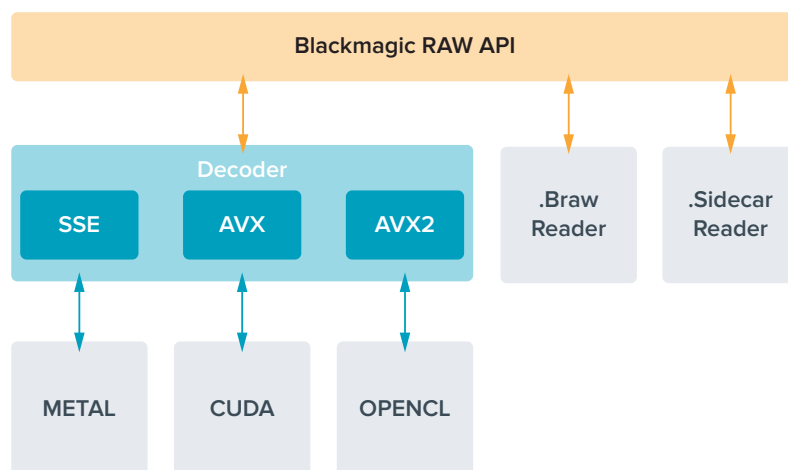 Blackmagic RAW API
Decoder
SSE
AVX
AVX2
.Braw
Reader
.Sidecar
Reader
METAL
CUDA
OPENCL